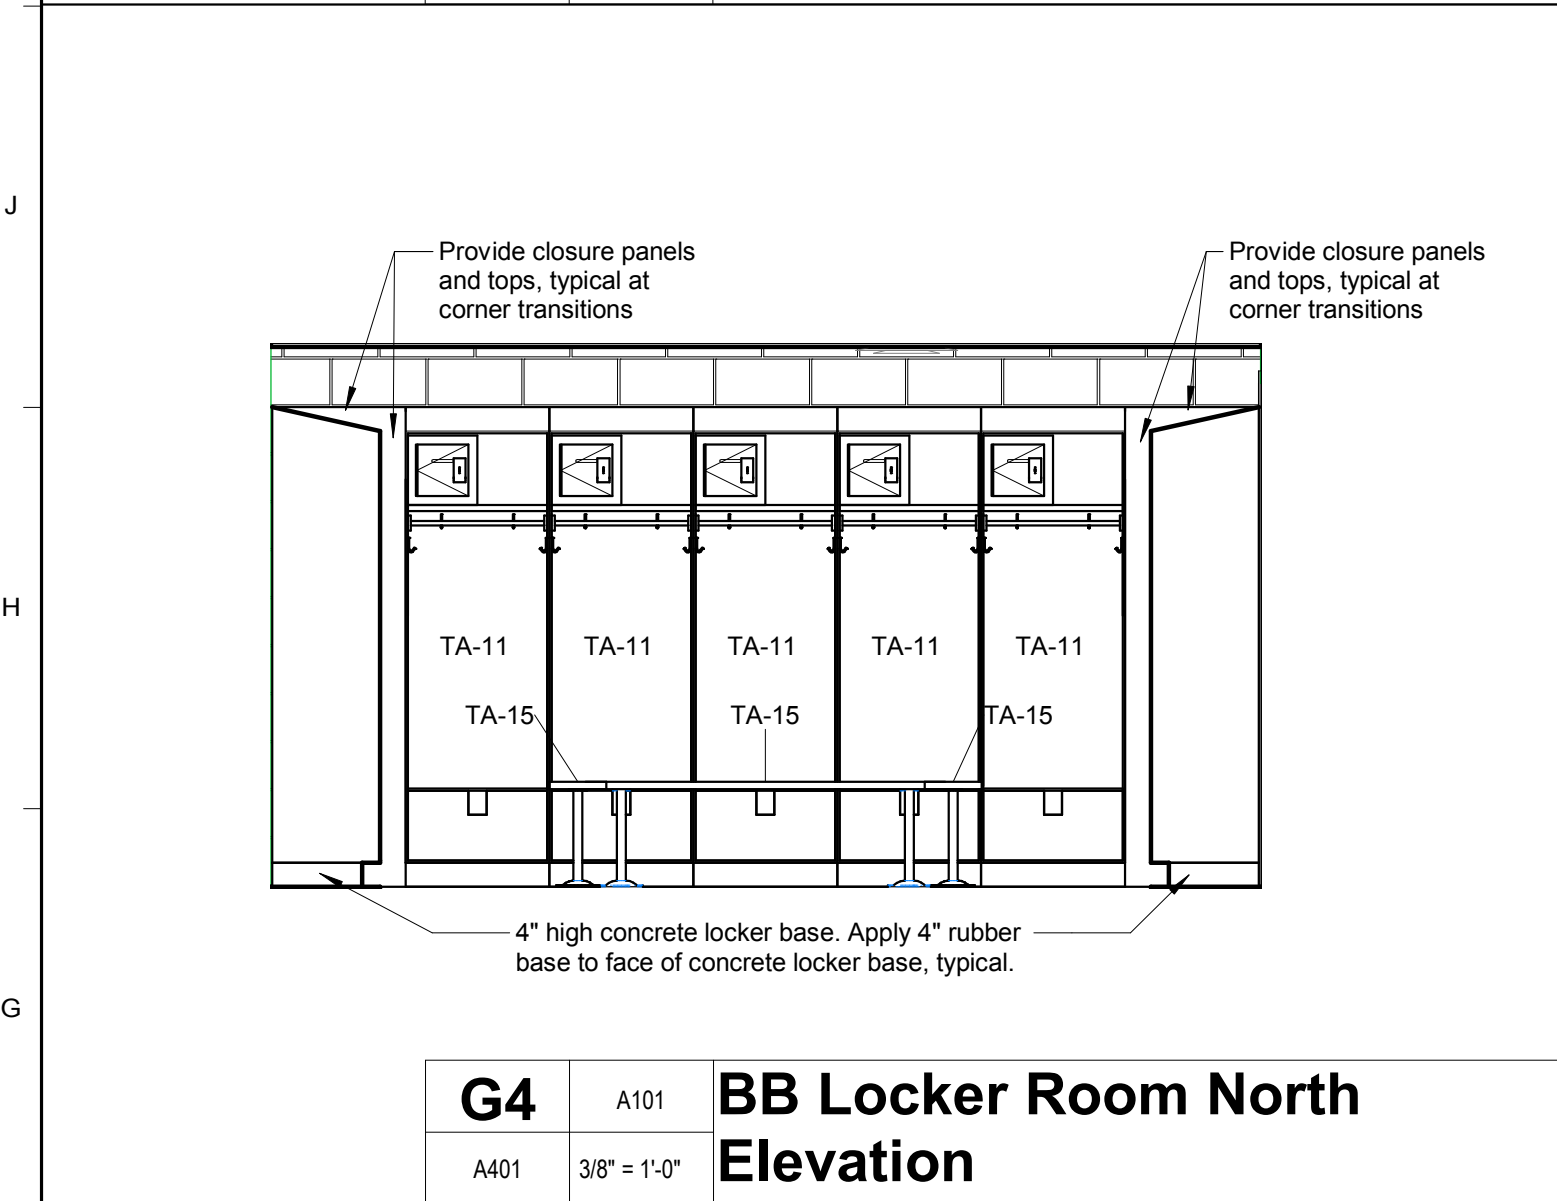 J
Provide closure panels
and tops, typical at
corner transitions
Provide closure panels
and tops, typical at
corner transitions
H
TA-11 TA-11 TA-11 TA-11 TA-11
TA-15 TA-15 TA-15
4" high concrete locker base. Apply 4" rubber
base to face of concrete locker base, typical.
G
G4 A101 BB Locker Room North
Elevation
A401 3/8" = 1'-0"